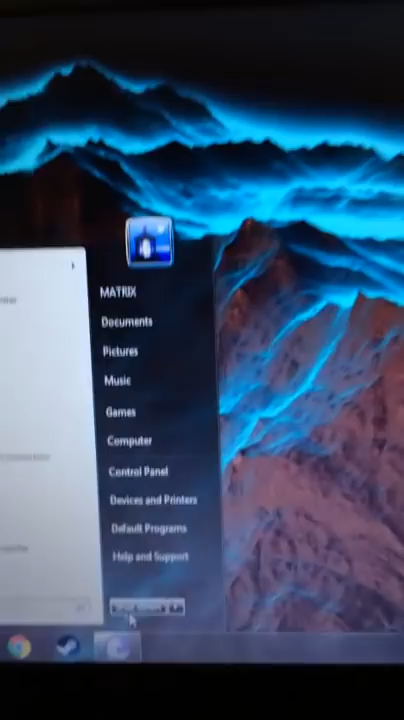 MATRIX
Documents
Pictures
Music
Games
Computer
Control Panel
Devices and Printers
Default Programs
Help and Support